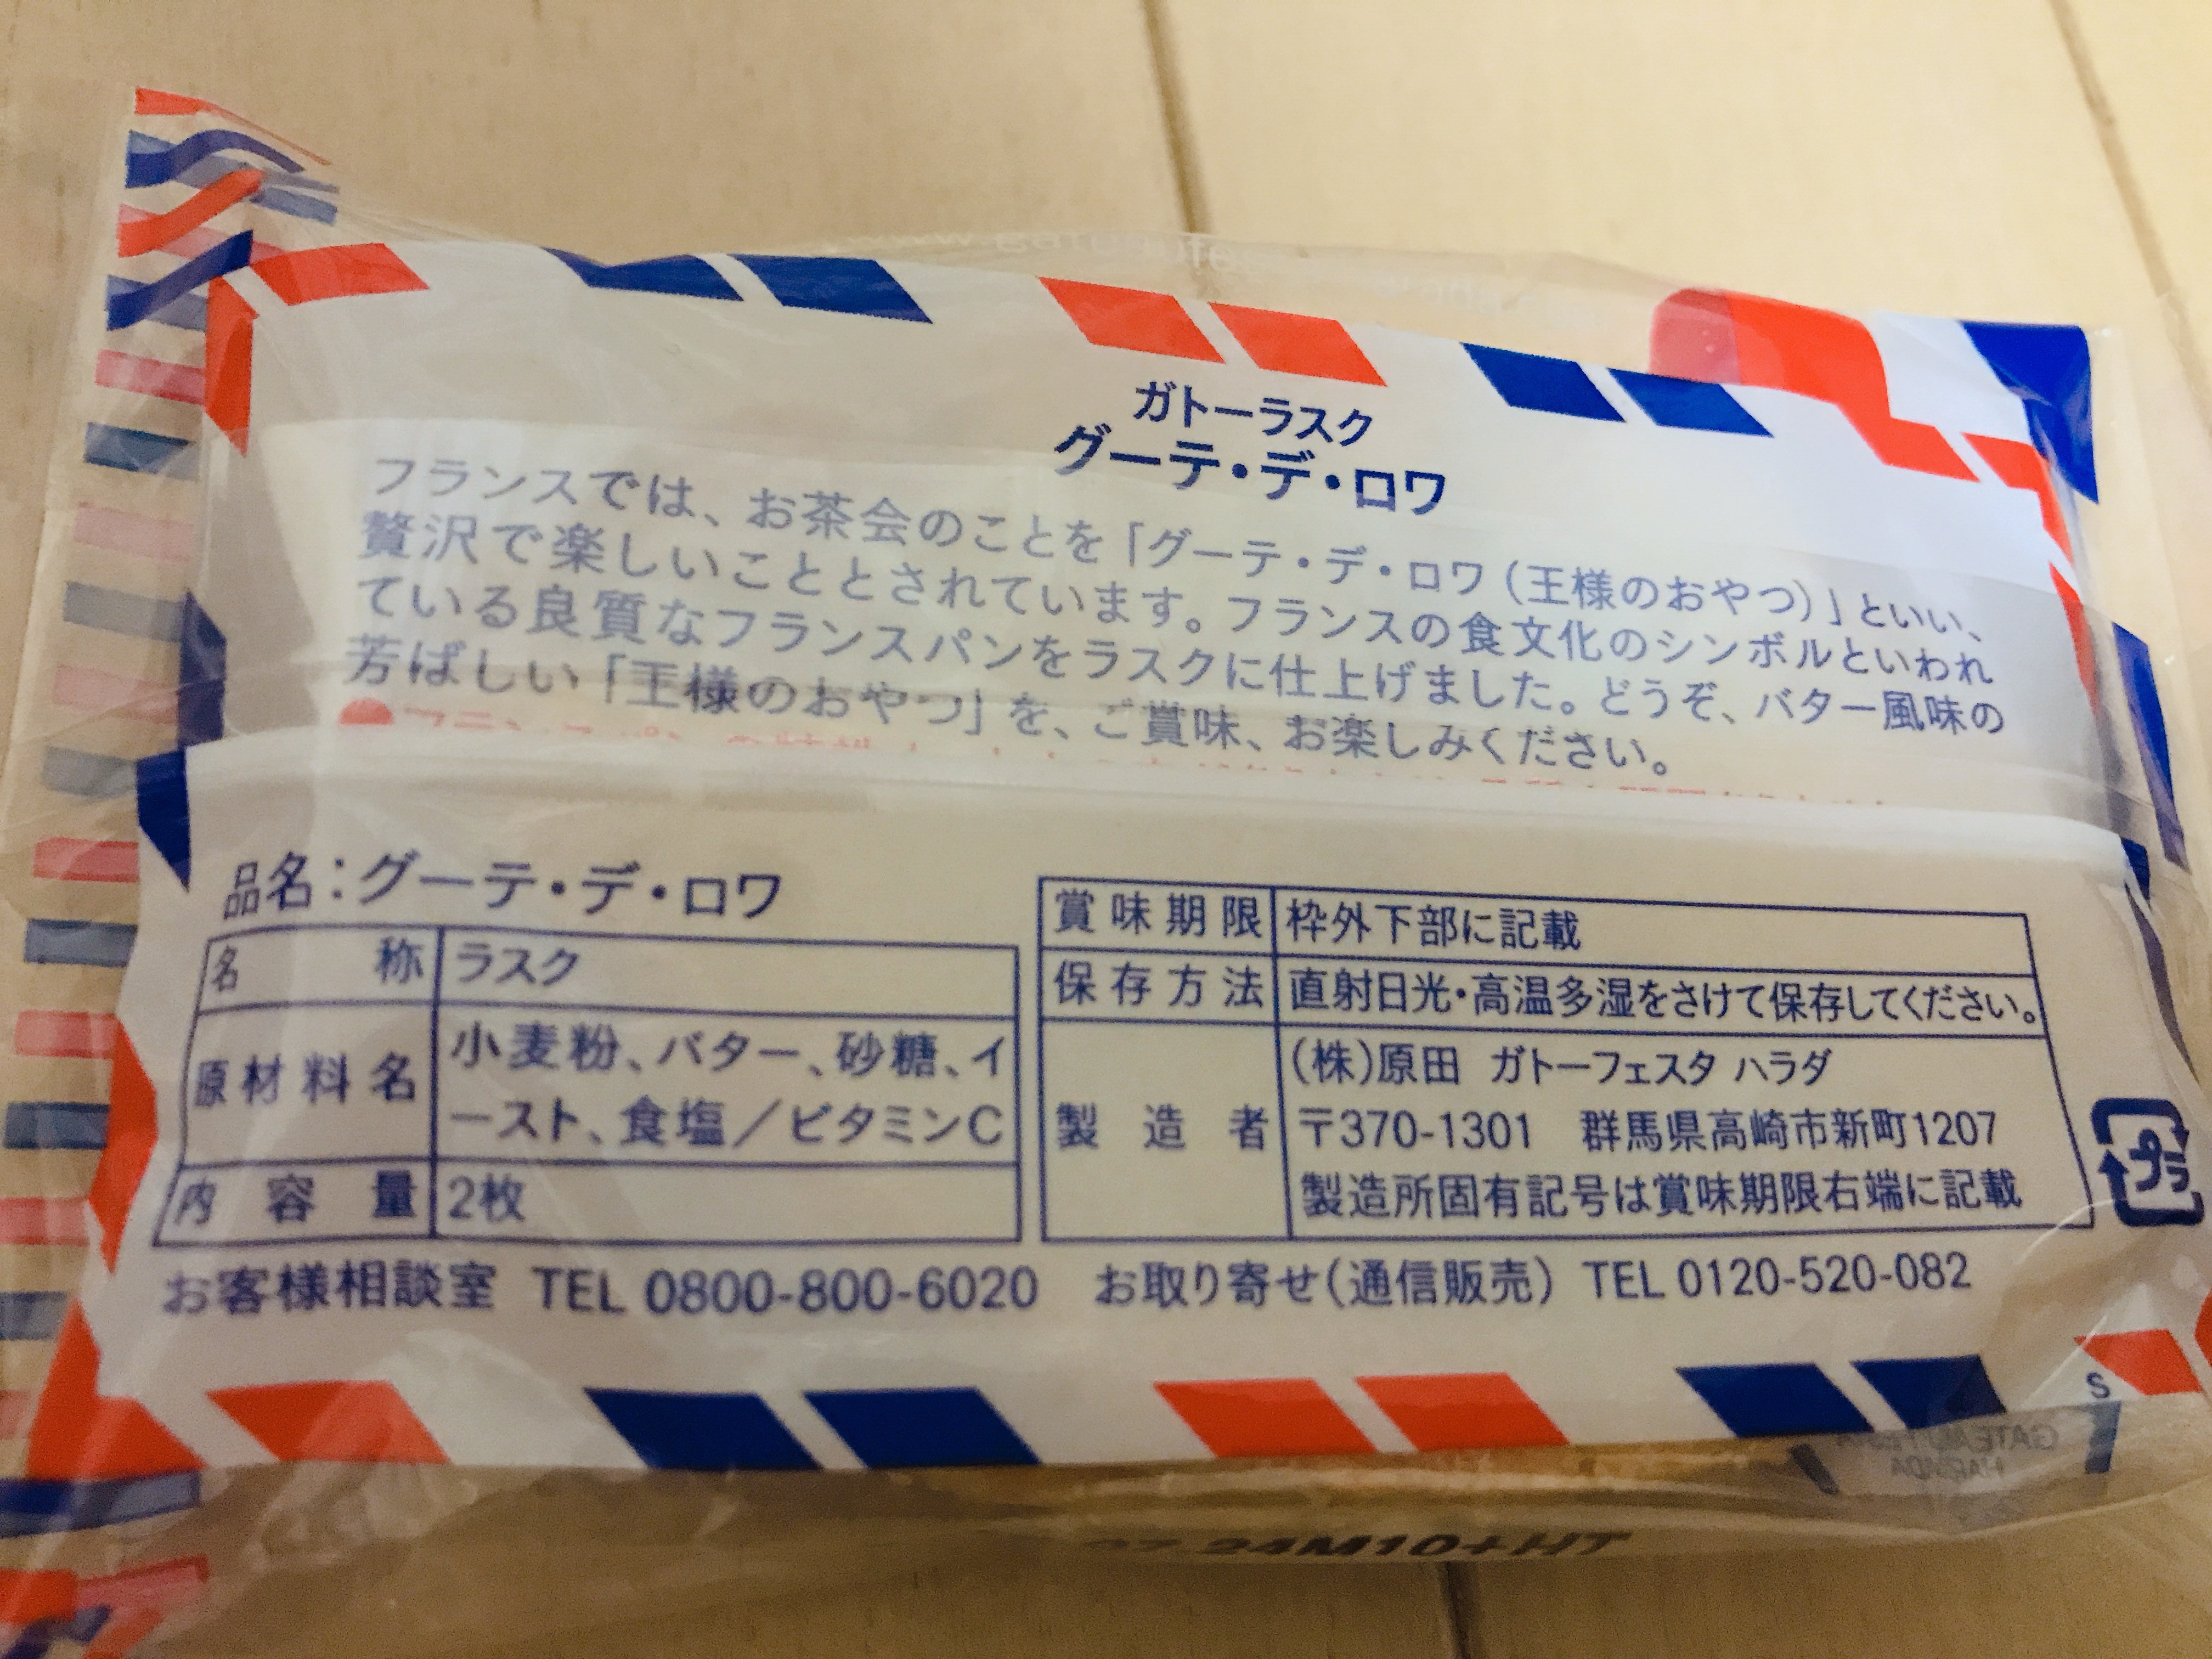 ガトーラスク
グーテ・デ・ロワ
フランスでは、お茶会のことを「グーテ・デ・ロワ(王様のおやつ)」といい、
贅沢で楽しいこととされています。フランスの食文化のシンボルといわれ
ている良質なフランスパンをラスクに仕上げました。どうぞ、バター風味の
芳ばしい「王様のおやつ」を、ご賞味、お楽しみください。
品名:グーテ・デ・ロワ
名称 ラスク
原材料名 小麦粉、バター、砂糖、イ
ースト、食塩/ビタミンC
内容量 2枚
賞味期限 枠外下部に記載
保存方法 直射日光・高温多湿をさけて保存してください。
製造者 (株)原田 ガトーフェスタ ハラダ
〒370-1301 群馬県高崎市新町1207
製造所固有記号は賞味期限右端に記載
プラ
お客様相談室 TEL 0800-800-6020 お取り寄せ(通信販売) TEL 0120-520-082
S
GATEAU FESTA
HARADA
24M10+HT